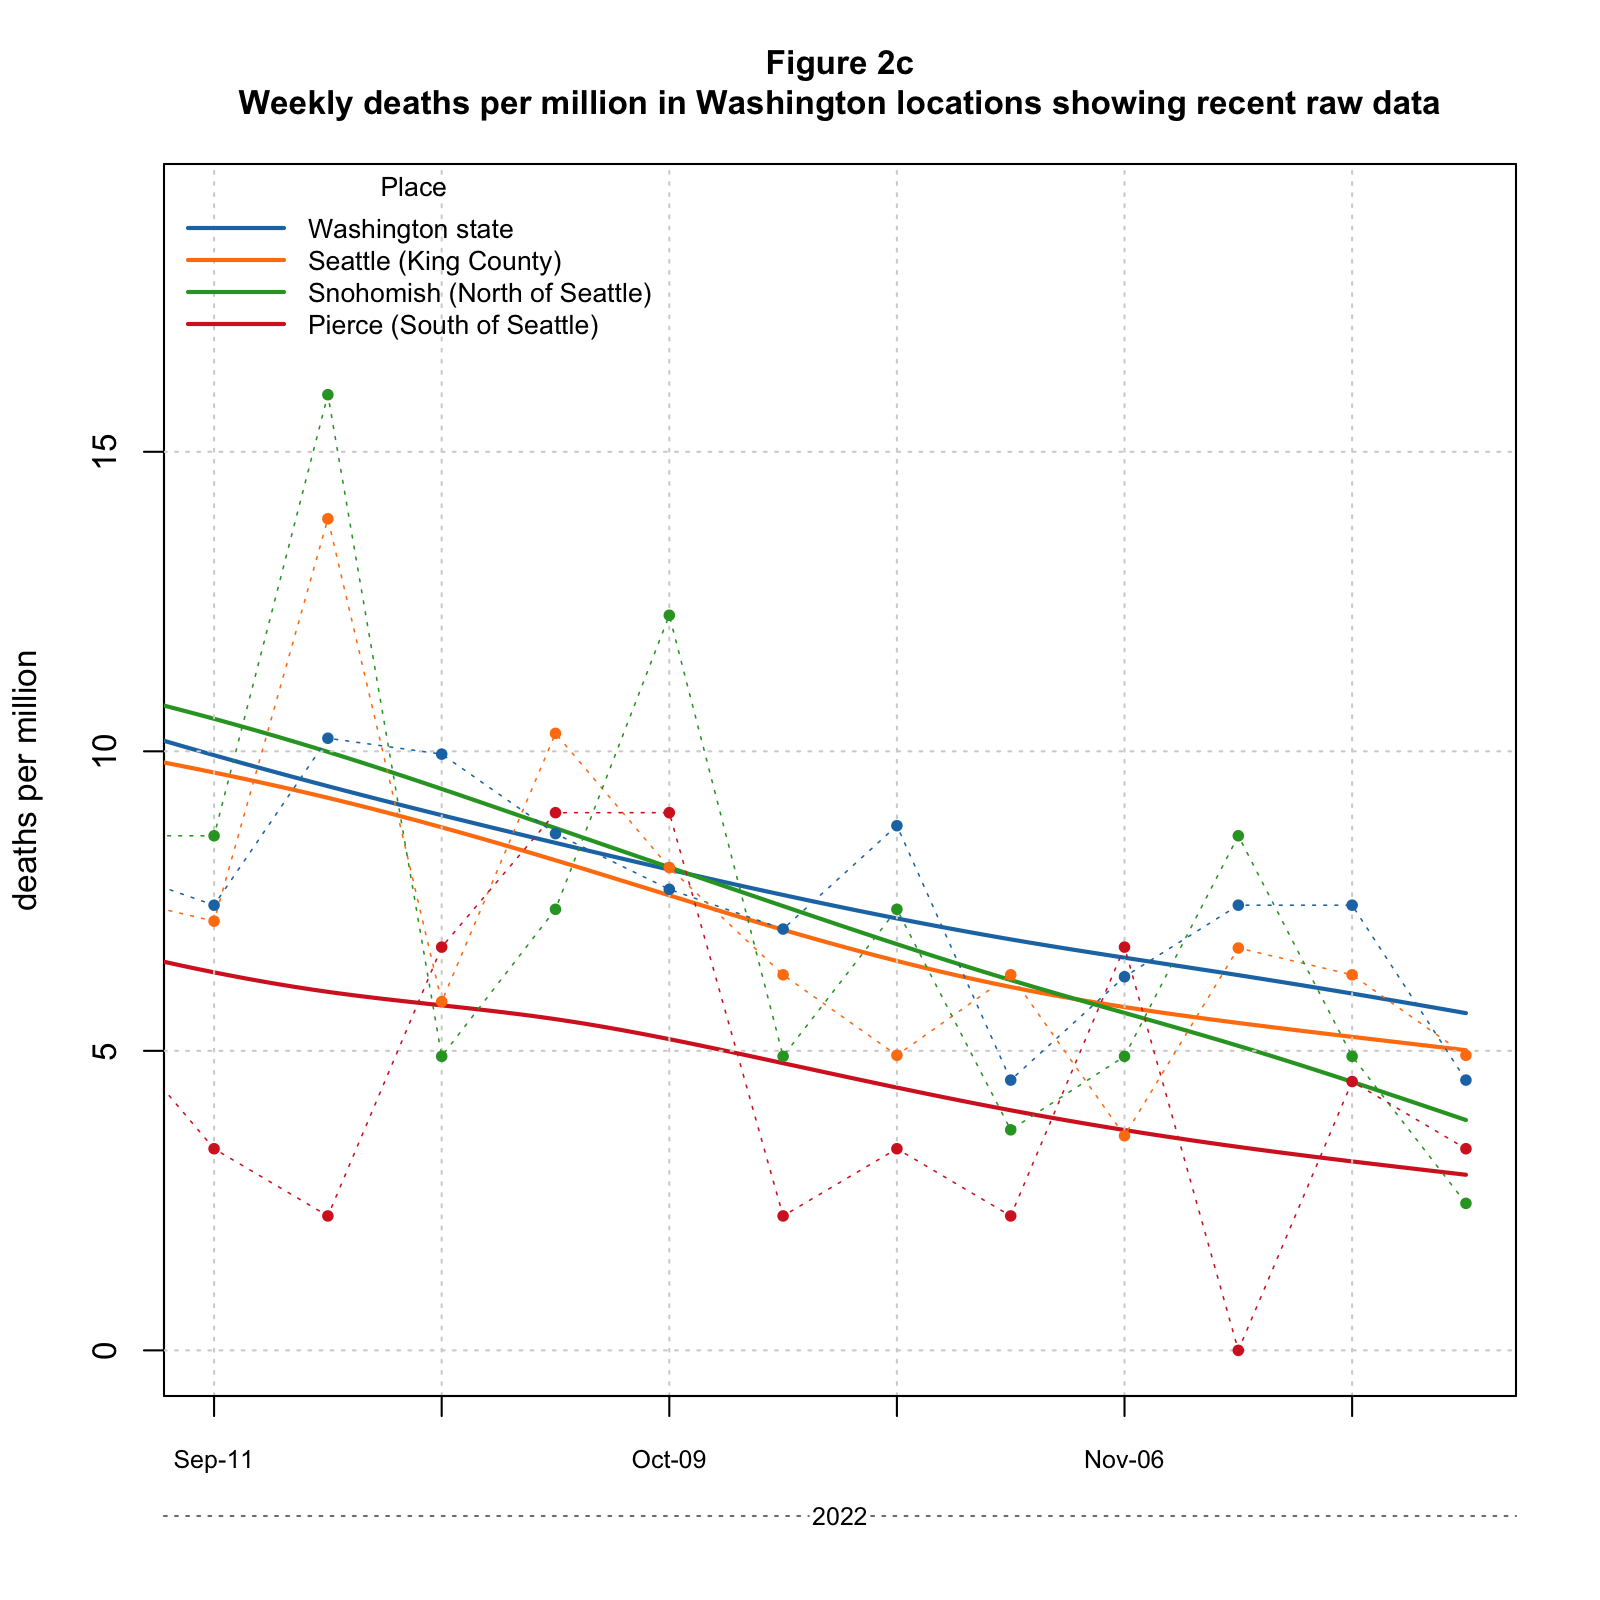 Figure 2c
Weekly deaths per million in Washington locations showing recent raw data
Place
Washington state
Seattle (King County)
Snohomish (North of Seattle)
Pierce (South of Seattle)
deaths per million
15
10
5
0
Sep-11
Oct-09
Nov-06
2022